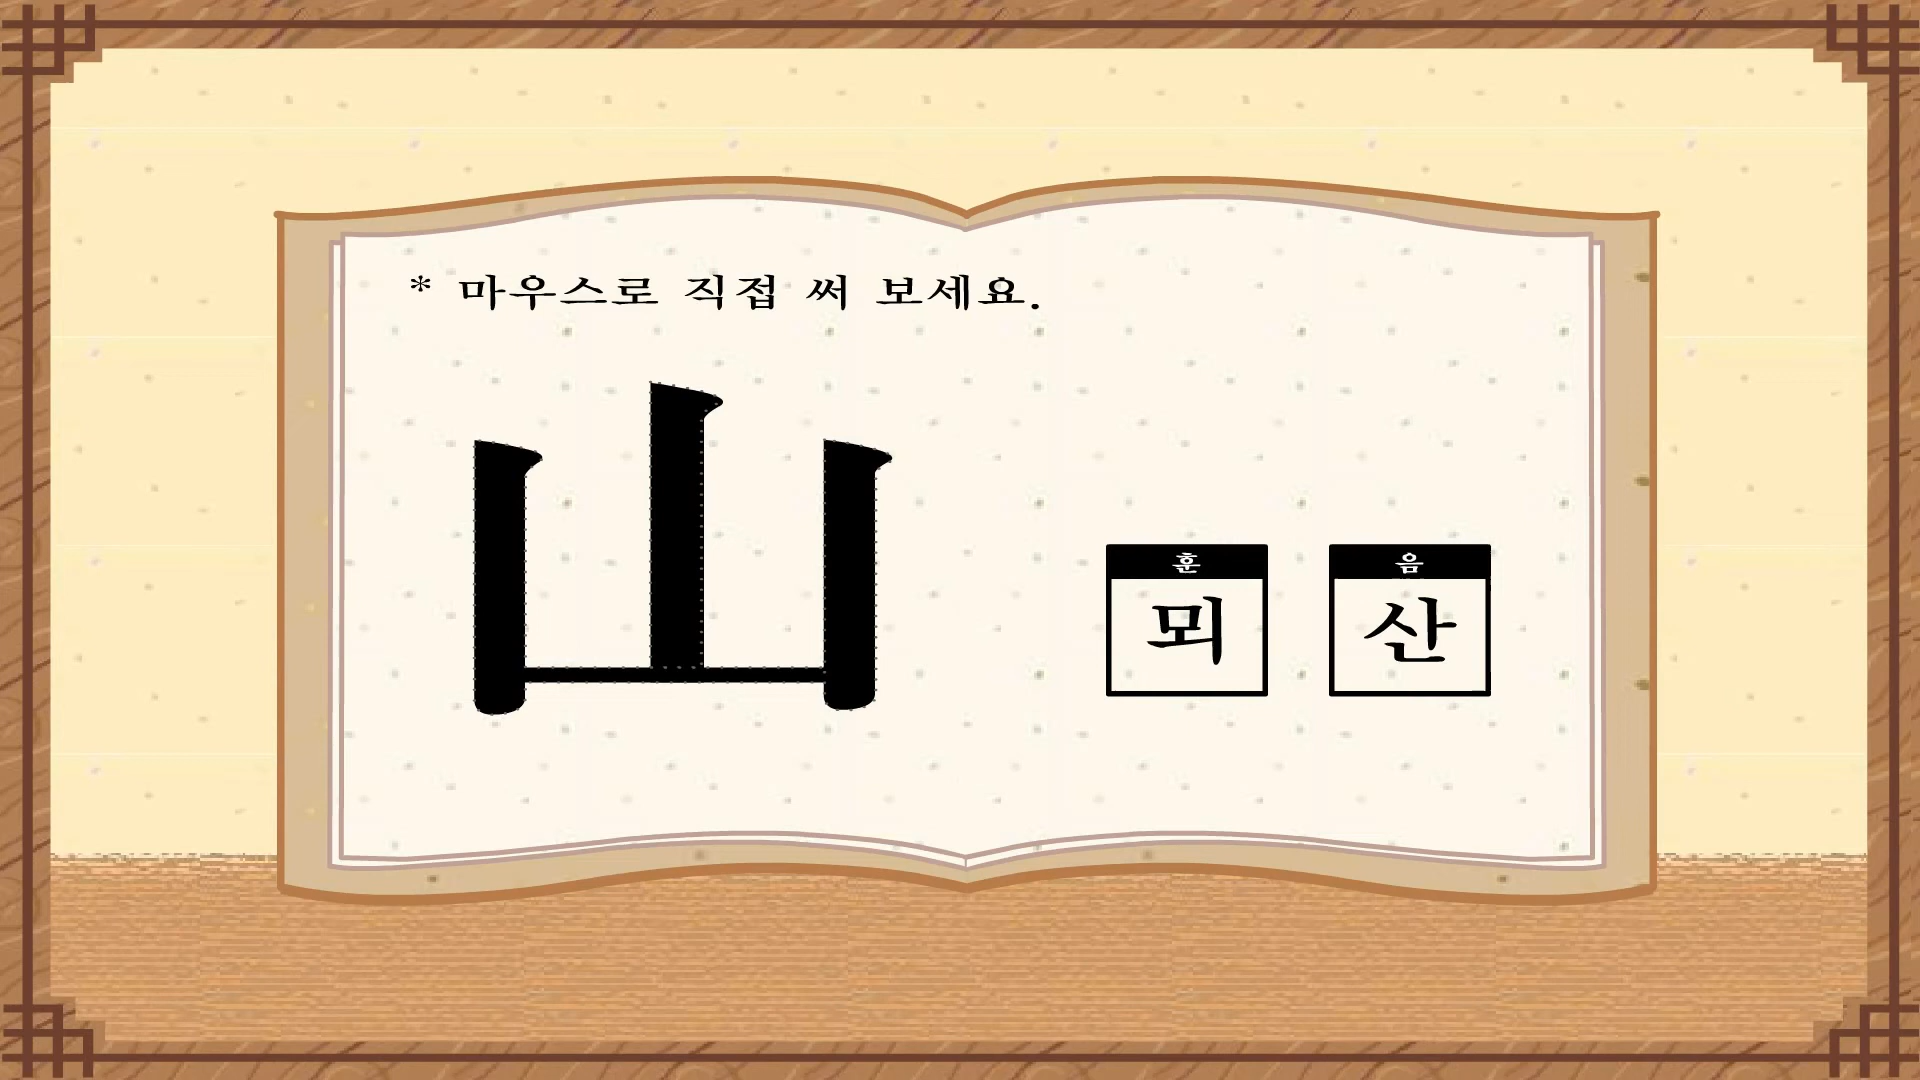 * 마우스로 직접 써 보세요.
山
훈 음
뫼 산